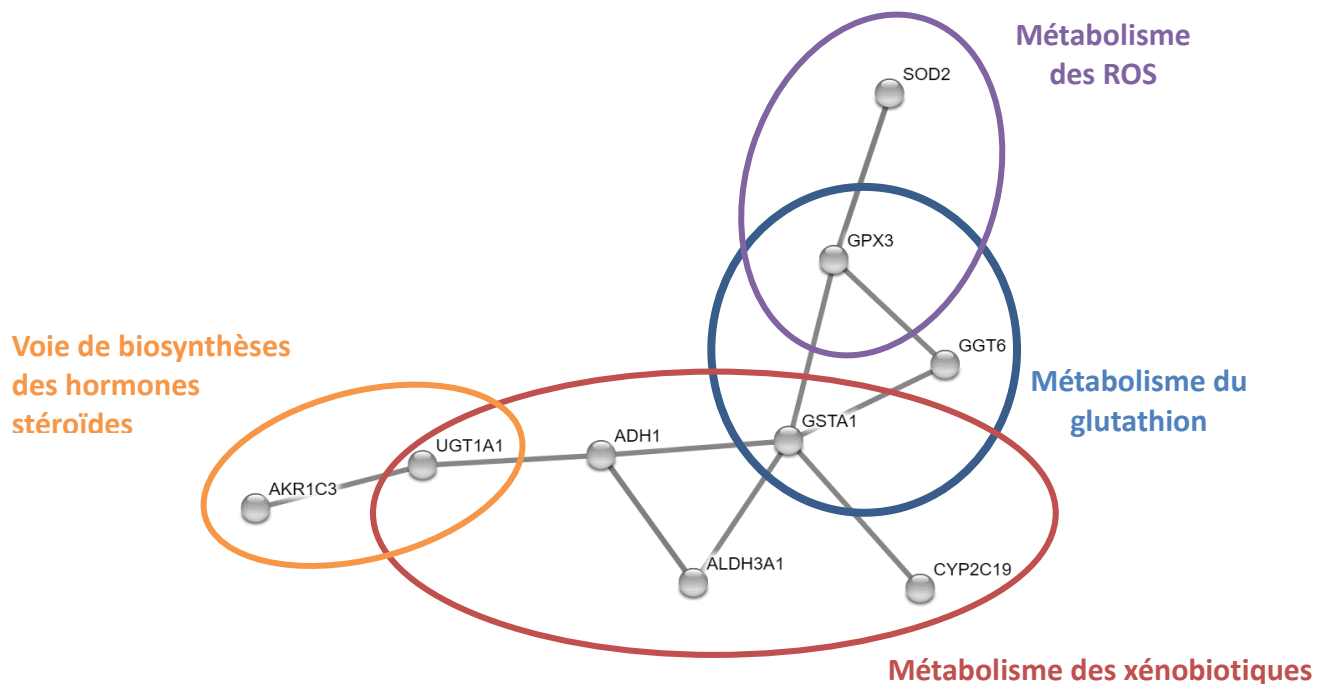 Métabolisme
des ROS
SOD2
GPX3
Voie de biosynthèses
des hormones
stéroïdes
GGT6
Métabolisme du
glutathion
GSTA1
ADH1
UGT1A1
AKR1C3
ALDH3A1
CYP2C19
Métabolisme des xénobiotiques